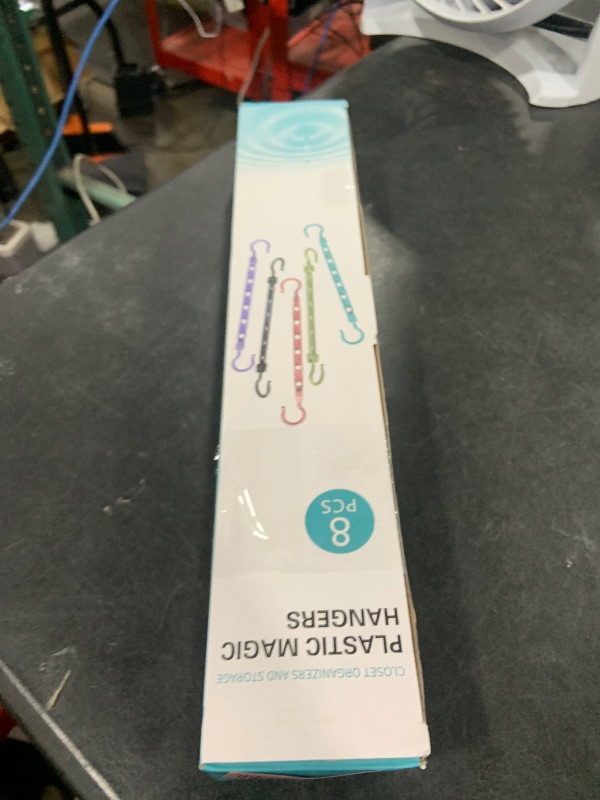 CLOSET ORGANIZERS AND STORAGE
PLASTIC MAGIC
HANGERS
8
PCS